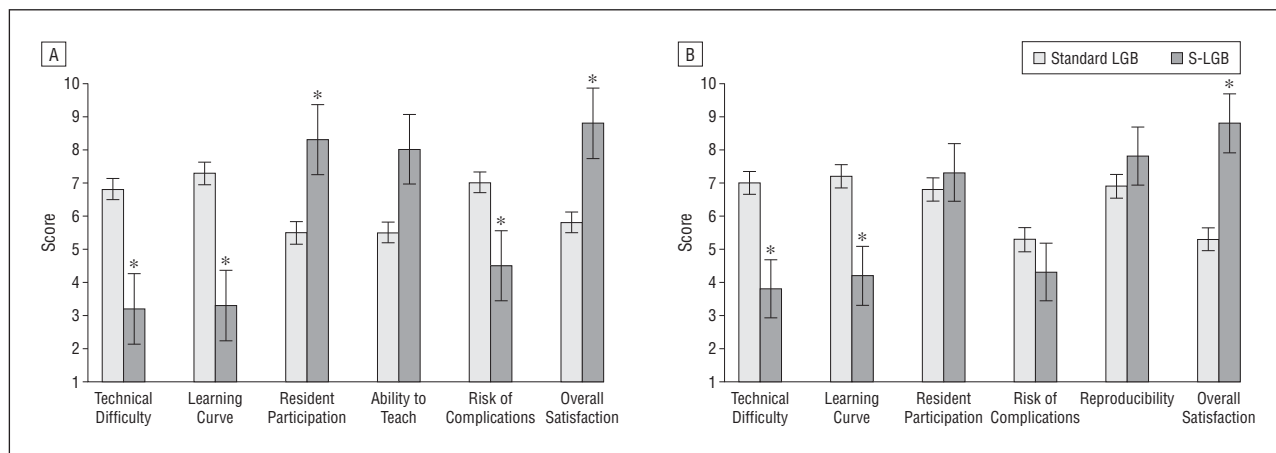 A
10
9
8
7
6
5
4
3
2
1
Score
*
*
*
*
*
Technical
Difficulty
Learning
Curve
Resident
Participation
Ability to
Teach
Risk of
Complications
Overall
Satisfaction
B
Standard LGB
S-LGB
10
9
8
7
6
5
4
3
2
1
Score
*
*
*
Technical
Difficulty
Learning
Curve
Resident
Participation
Risk of
Complications
Reproducibility
Overall
Satisfaction